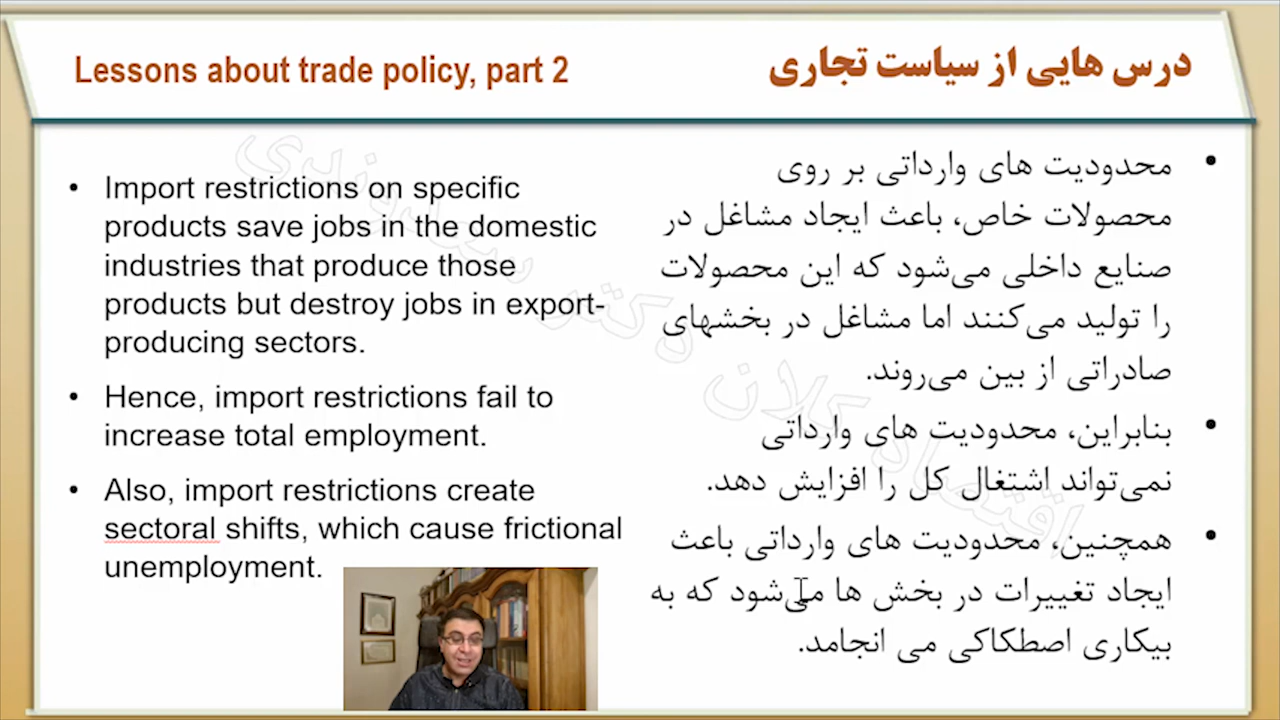 Lessons about trade policy, part 2
درس هایی از سیاست تجاری
• Import restrictions on specific
products save jobs in the domestic
industries that produce those
products but destroy jobs in export-
producing sectors.
• Hence, import restrictions fail to
increase total employment.
• Also, import restrictions create
sectoral shifts, which cause frictional
unemployment.
• محدودیت های وارداتی بر روی
محصولات خاص، باعث ایجاد مشاغل در
صنایع داخلی می‌شود که این محصولات
را تولید می‌کنند اما مشاغل در بخشهای
صادراتی از بین می‌روند.
• بنابراین، محدودیت های وارداتی
نمی‌تواند اشتغال کل را افزایش دهد.
• همچنین، محدودیت های وارداتی باعث
ایجاد تغییرات در بخش ها می‌شود که به
بیکاری اصطکاکی می انجامد.
اقتصاد کلان دکتر